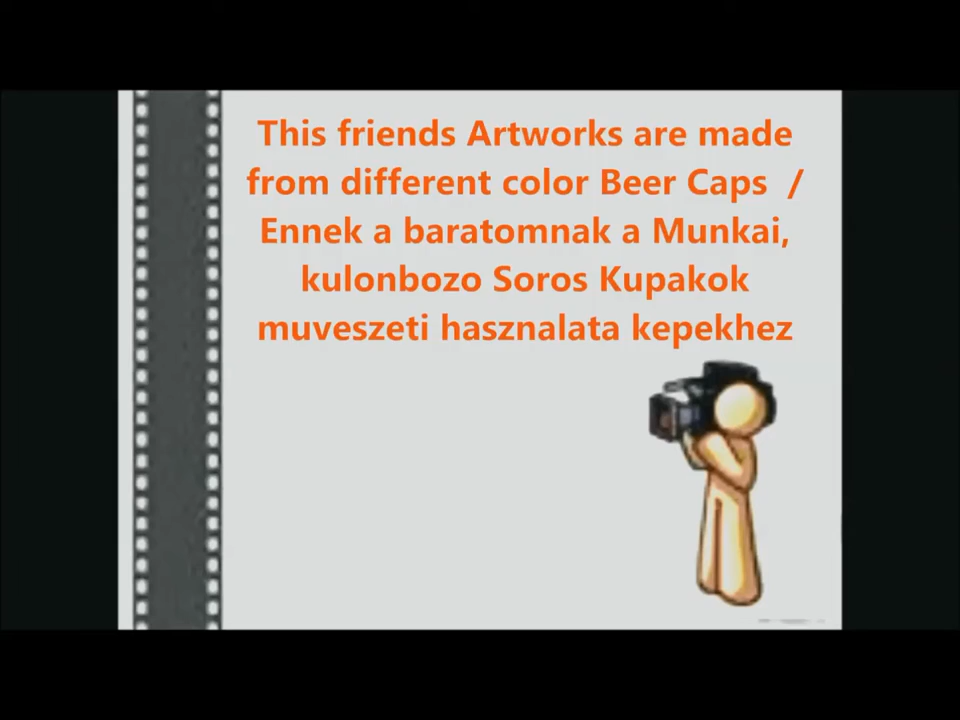 This friends Artworks are made
from different color Beer Caps /
Ennek a baratomnak a Munkai,
kulonbozo Soros Kupakok
muveszeti hasznalata kepekhez